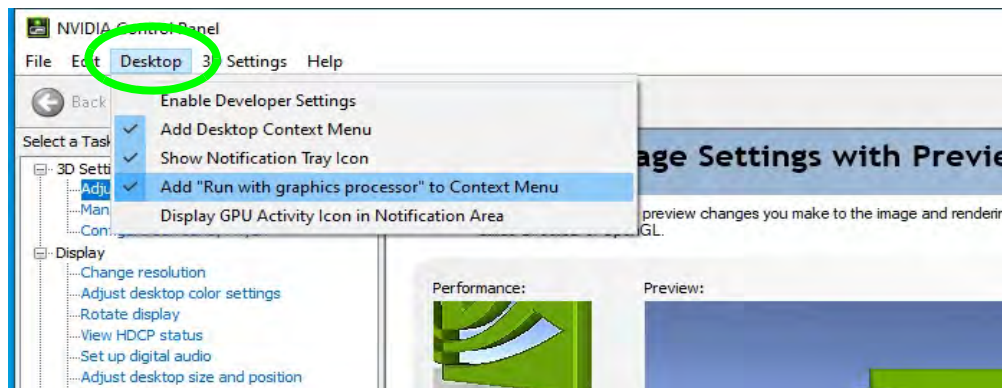 NVIDIA Control Panel
File Edit Desktop 3D Settings Help
Back
Enable Developer Settings
Add Desktop Context Menu
Show Notification Tray Icon
Add "Run with graphics processor" to Context Menu
Display GPU Activity Icon in Notification Area
Select a Task
3D Setti
Adju
Man
age Settings with Previe
preview changes you make to the image and renderin
Display
Change resolution
Adjust desktop color settings
Rotate display
View HDCP status
Set up digital audio
Adjust desktop size and position
Performance:
Preview: